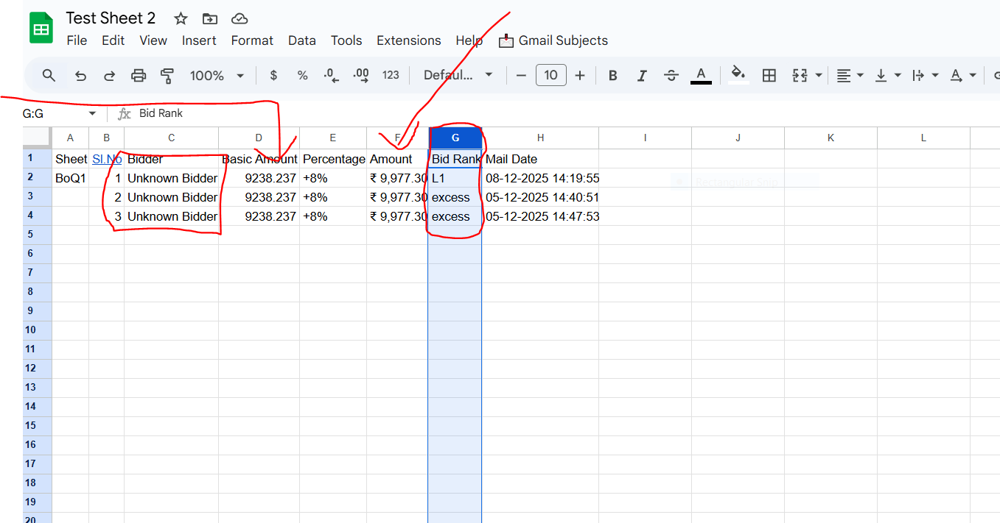 Test Sheet 2
File Edit View Insert Format Data Tools Extensions Help Gmail Subjects
100% $ % .0 .00 123 Defaul... 10 B I A A
G:G fx Bid Rank
A B C D E F G H I J K L
1 Sheet Sl.No Bidder Basic Amount Percentage Amount Bid Rank Mail Date
2 BoQ1 1 Unknown Bidder 9238.237 +8% ₹ 9,977.30 L1 08-12-2025 14:19:55
Rectangular Snip
3 2 Unknown Bidder 9238.237 +8% ₹ 9,977.30 excess 05-12-2025 14:40:51
4 3 Unknown Bidder 9238.237 +8% ₹ 9,977.30 excess 05-12-2025 14:47:53
5
6
7
8
9
10
11
12
13
14
15
16
17
18
19
20